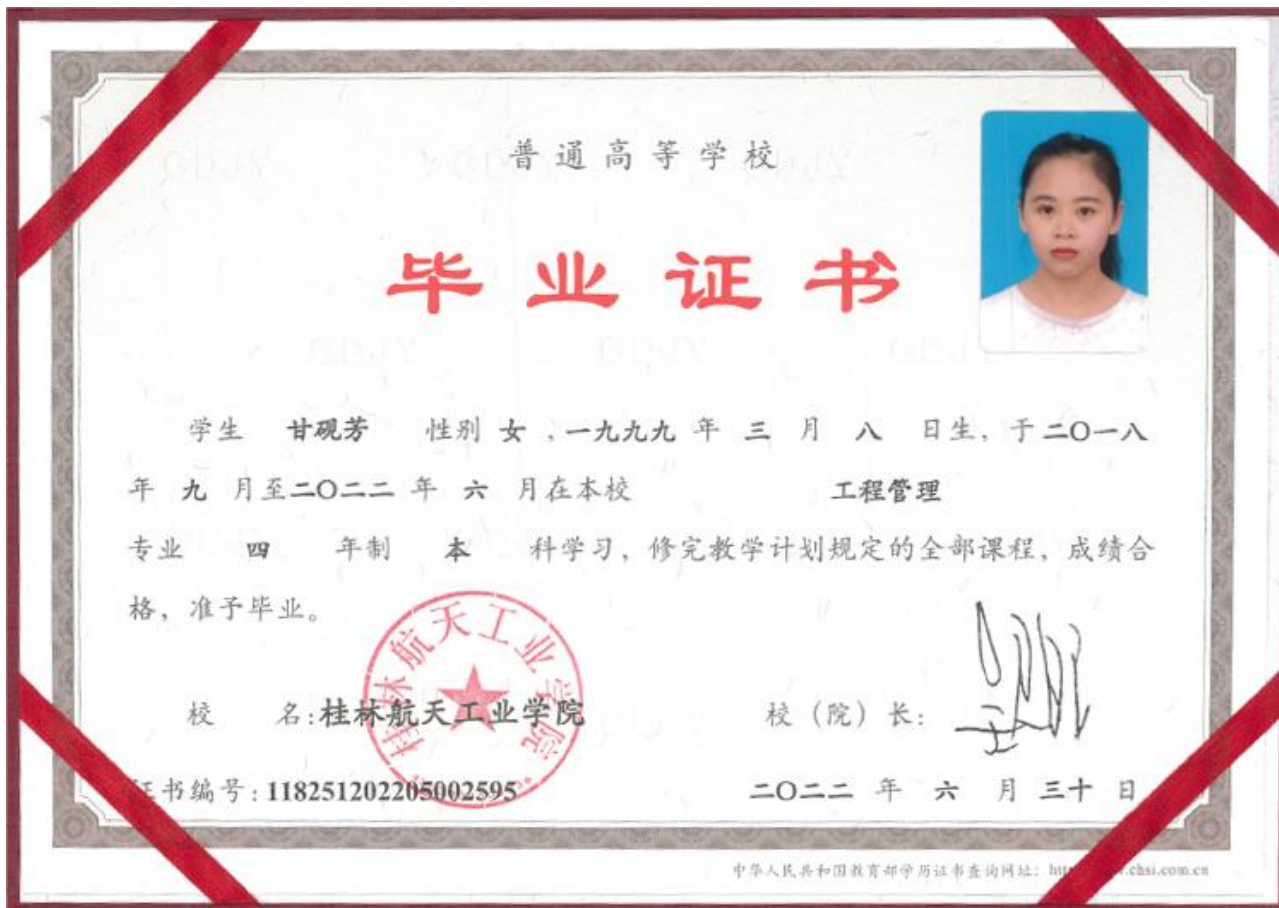 普通高等学校
毕业证书
学生 甘砚芳 性别 女 ,一九九九 年 三 月 八 日生, 于二〇一八
年 九 月至二〇二二 年 六 月在本校 工程管理
专业 四 年制 本 科学习, 修完教学计划规定的全部课程, 成绩合
格, 准予毕业。
桂林航天工业学院
校 名:桂林航天工业学院 校(院)长:
书编号:118251202205002595 二〇二二 年 六 月 三十 日
中华人民共和国教育部学历证书查询网址: .chsi.com.cn